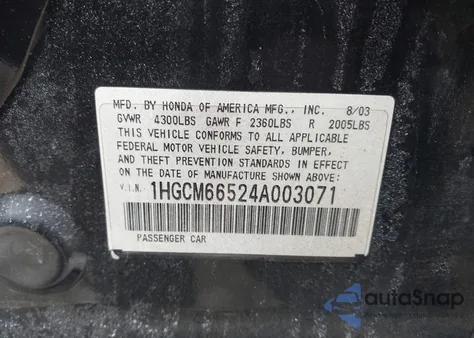 MFD. BY HONDA OF AMERICA MFG., INC. 8/03
GVWR 4300LBS GAWR F 2360LBS R 2005LBS
THIS VEHICLE CONFORMS TO ALL APPLICABLE
FEDERAL MOTOR VEHICLE SAFETY, BUMPER,
AND THEFT PREVENTION STANDARDS IN EFFECT
ON THE DATE OF MANUFACTURE SHOWN ABOVE:
V.I.N. 1HGCM66524A003071
PASSENGER CAR
autoSnap